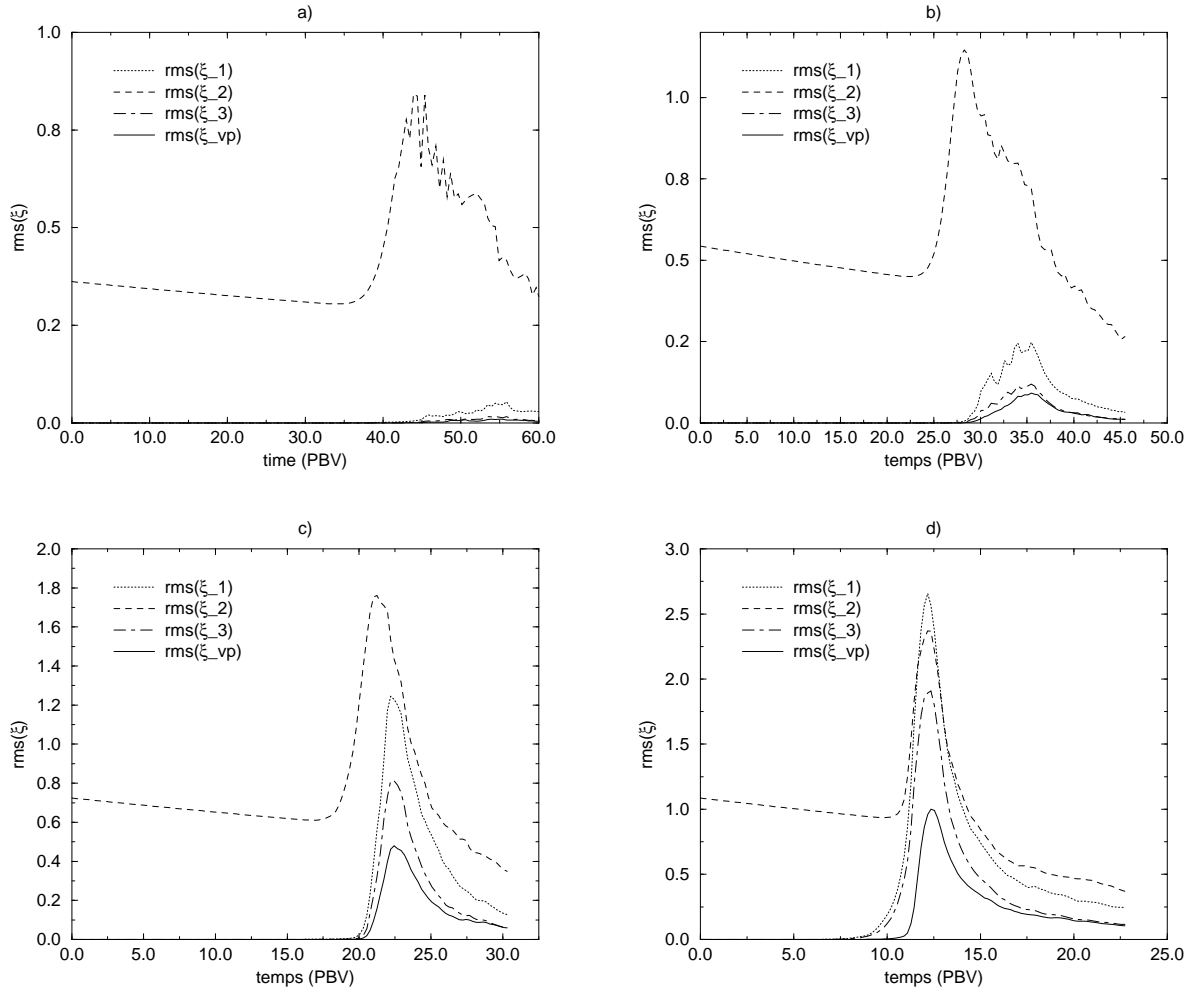 a)
1.0
0.8
0.5
0.2
0.0
rms(ξ)
rms(ξ_1)
rms(ξ_2)
rms(ξ_3)
rms(ξ_vp)
0.0 10.0 20.0 30.0 40.0 50.0 60.0
time (PBV)
b)
1.0
0.8
0.5
0.2
0.0
rms(ξ)
rms(ξ_1)
rms(ξ_2)
rms(ξ_3)
rms(ξ_vp)
0.0 5.0 10.0 15.0 20.0 25.0 30.0 35.0 40.0 45.0 50.0
temps (PBV)
c)
2.0
1.8
1.6
1.4
1.2
1.0
0.8
0.6
0.4
0.2
0.0
rms(ξ)
rms(ξ_1)
rms(ξ_2)
rms(ξ_3)
rms(ξ_vp)
0.0 5.0 10.0 15.0 20.0 25.0 30.0
temps (PBV)
d)
3.0
2.5
2.0
1.5
1.0
0.5
0.0
rms(ξ)
rms(ξ_1)
rms(ξ_2)
rms(ξ_3)
rms(ξ_vp)
0.0 5.0 10.0 15.0 20.0 25.0
temps (PBV)